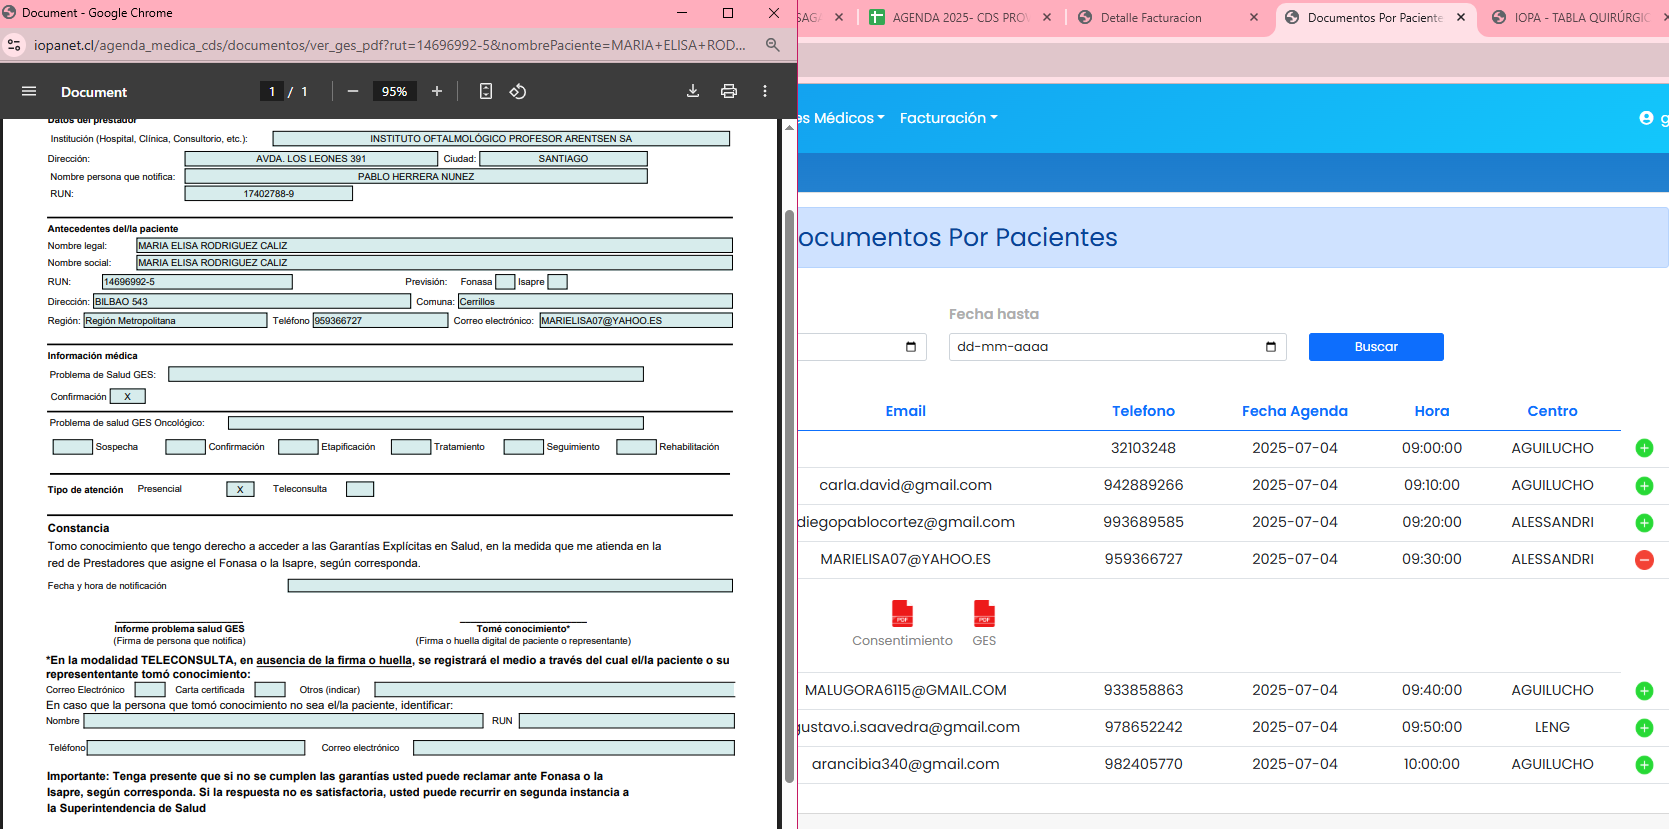 Document - Google Chrome
iopanet.cl/agenda_medica_cds/documentos/ver_ges_pdf?rut=14696992-5&nombrePaciente=MARIA+ELISA+ROD...
Document
1 / 1
95%
Datos del prestador
Institución (Hospital, Clínica, Consultorio, etc.): INSTITUTO OFTALMOLÓGICO PROFESOR ARENTSEN SA
Dirección: AVDA. LOS LEONES 391 Ciudad: SANTIAGO
Nombre persona que notifica: PABLO HERRERA NUNEZ
RUN: 17402788-9
Antecedentes del/la paciente
Nombre legal: MARIA ELISA RODRIGUEZ CALIZ
Nombre social: MARIA ELISA RODRIGUEZ CALIZ
RUN: 14696992-5 Previsión: Fonasa Isapre
Dirección: BILBAO 543 Comuna: Cerrillos
Región: Región Metropolitana Teléfono 959366727 Correo electrónico: MARIELISA07@YAHOO.ES
Información médica
Problema de Salud GES:
Confirmación X
Problema de salud GES Oncológico:
Sospecha Confirmación Etapificación Tratamiento Seguimiento Rehabilitación
Tipo de atención Presencial X Teleconsulta
Constancia
Tomo conocimiento que tengo derecho a acceder a las Garantías Explícitas en Salud, en la medida que me atienda en la
red de Prestadores que asigne el Fonasa o la Isapre, según corresponda.
Fecha y hora de notificación
Informe problema salud GES Tomé conocimiento*
(Firma de persona que notifica) (Firma o huella digital de paciente o representante)
*En la modalidad TELECONSULTA, en ausencia de la firma o huella, se registrará el medio a través del cual el/la paciente o su
represententante tomó conocimiento:
Correo Electrónico Carta certificada Otros (indicar)
En caso que la persona que tomó conocimiento no sea el/la paciente, identificar:
Nombre RUN
Teléfono Correo electrónico
Importante: Tenga presente que si no se cumplen las garantías usted puede reclamar ante Fonasa o la
Isapre, según corresponda. Si la respuesta no es satisfactoria, usted puede recurrir en segunda instancia a
la Superintendencia de Salud
AGENDA 2025- CDS PROV
Detalle Facturacion
Documentos Por Paciente
IOPA - TABLA QUIRÚRGIC
es Médicos Facturación g
ocumentos Por Pacientes
Fecha hasta
dd-mm-aaaa Buscar
Email Telefono Fecha Agenda Hora Centro
32103248 2025-07-04 09:00:00 AGUILUCHO
carla.david@gmail.com 942889266 2025-07-04 09:10:00 AGUILUCHO
diegopablocortez@gmail.com 993689585 2025-07-04 09:20:00 ALESSANDRI
MARIELISA07@YAHOO.ES 959366727 2025-07-04 09:30:00 ALESSANDRI
PDF PDF
Consentimiento GES
MALUGORA6115@GMAIL.COM 933858863 2025-07-04 09:40:00 AGUILUCHO
gustavo.i.saavedra@gmail.com 978652242 2025-07-04 09:50:00 LENG
arancibia340@gmail.com 982405770 2025-07-04 10:00:00 AGUILUCHO